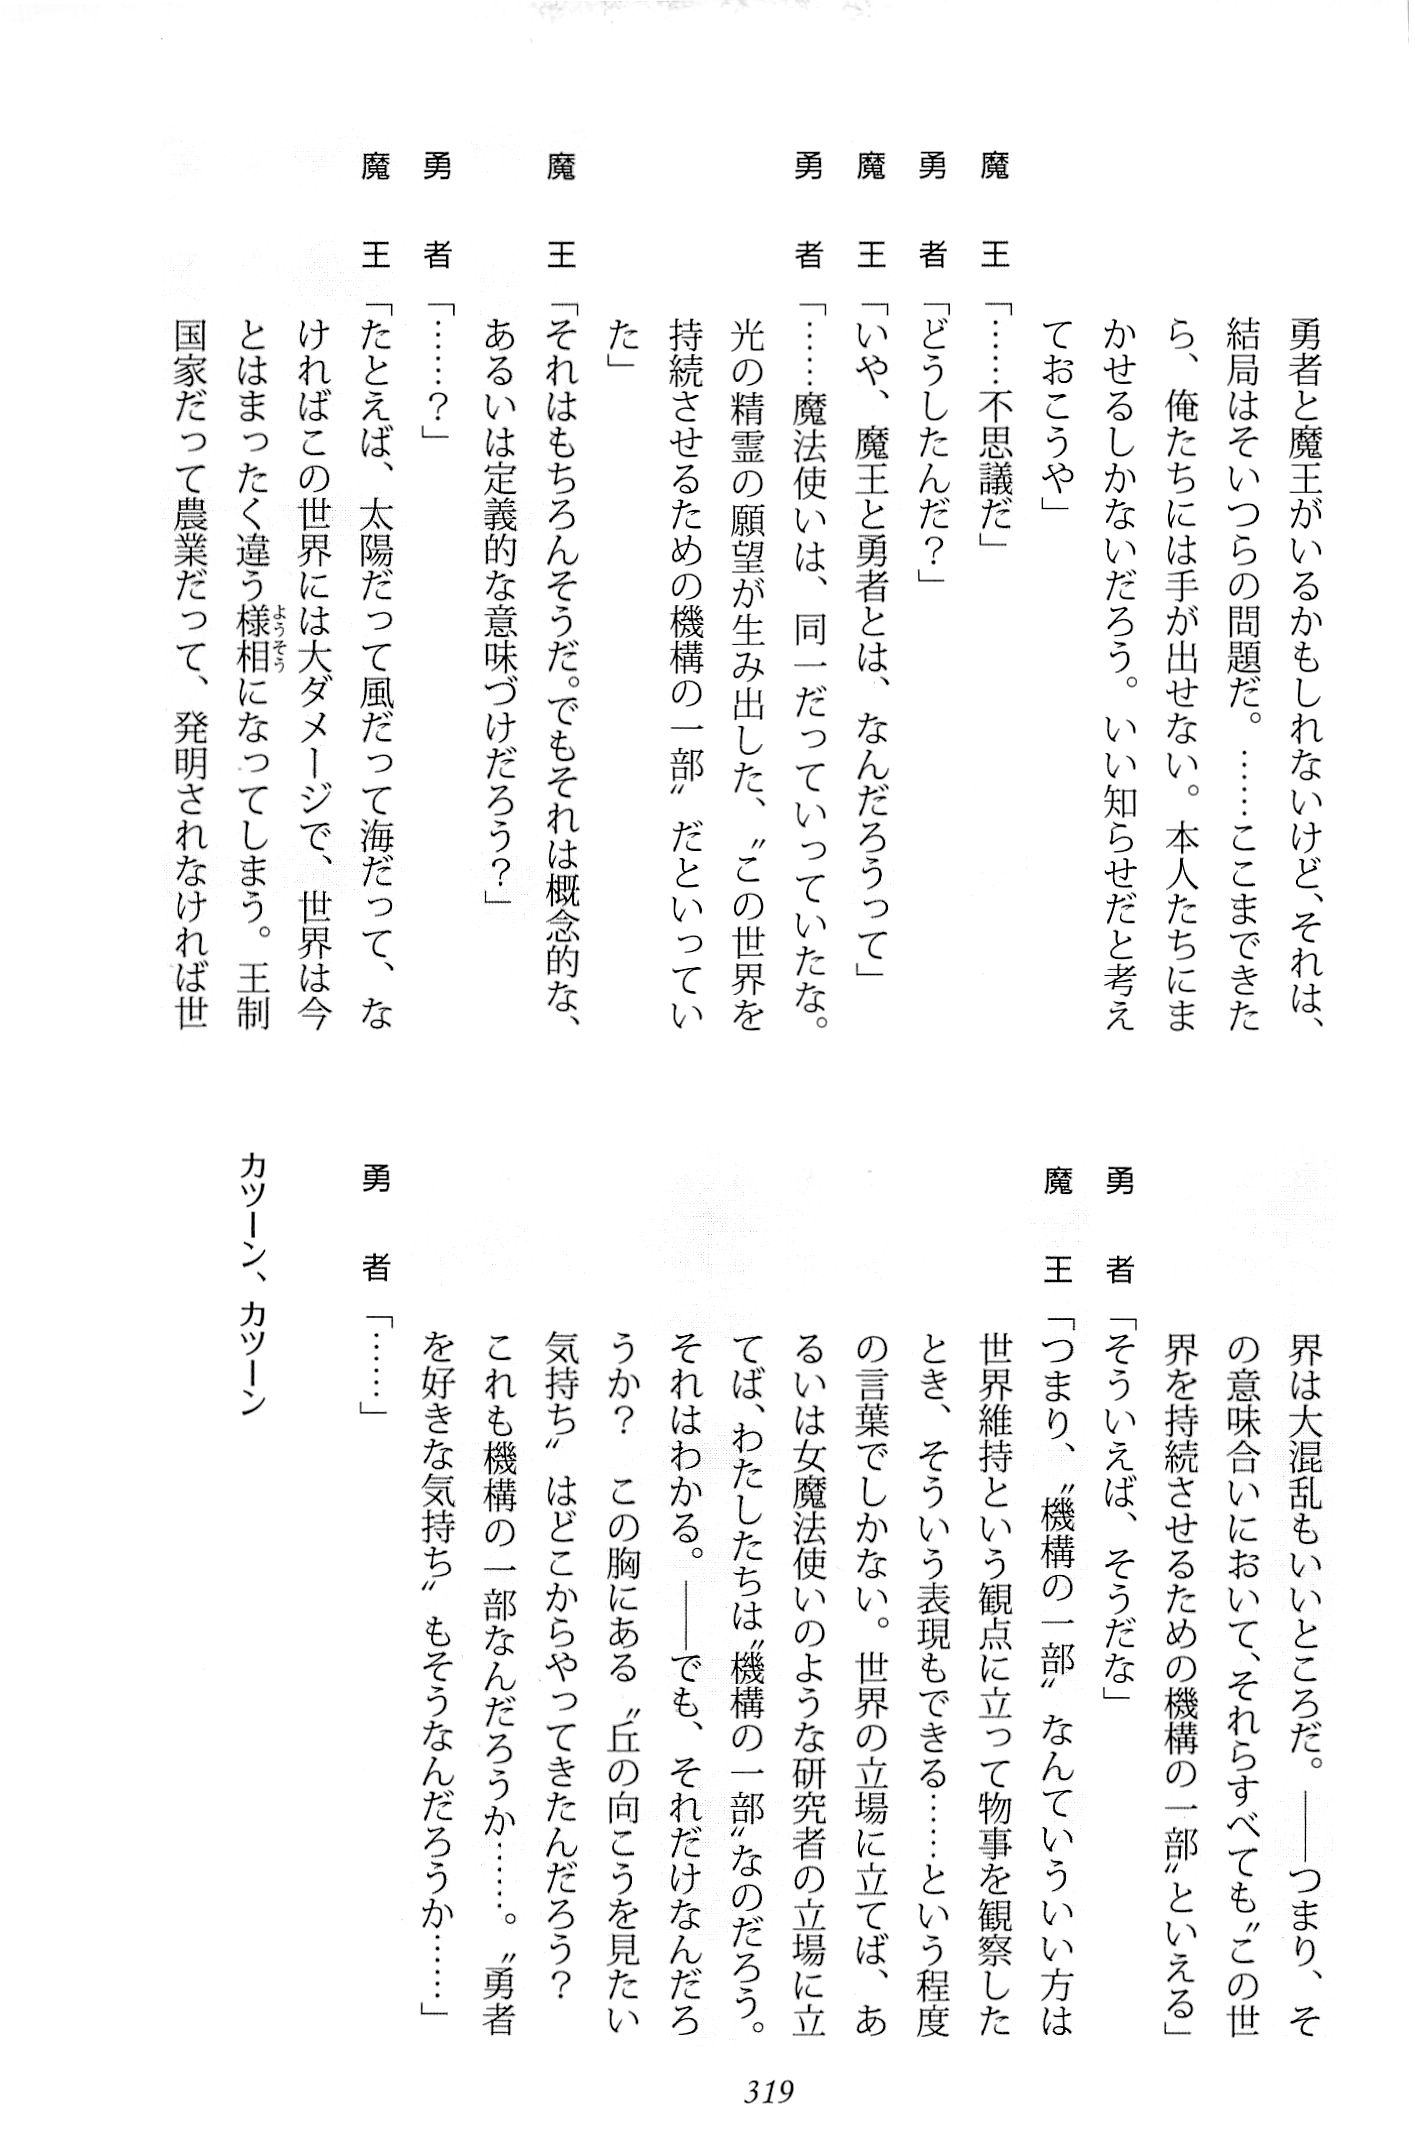 勇者と魔王がいるかもしれないけど、それは、
結局はそいつらの問題だ。……ここまできた
ら、俺たちには手が出せない。本人たちにま
かせるしかないだろう。いい知らせだと考え
ておこうや」
魔王「……不思議だ」
勇者「どうしたんだ？」
魔王「いや、魔王と勇者とは、なんだろうって」
勇者「……魔法使いは、同一だっていっていたな。
光の精霊の願望が生み出した、〝この世界を
持続させるための機構の一部〟だといってい
た」
魔王「それはもちろんそうだ。でもそれは概念的な、
あるいは定義的な意味づけだろう？」
勇者「……？」
魔王「たとえば、太陽だって風だって海だって、な
ければこの世界には大ダメージで、世界は今
とはまったく違う様相ようそうになってしまう。王制
国家だって農業だって、発明されなければ世
界は大混乱もいいところだ。――つまり、そ
の意味合いにおいて、それらすべても〝この世
界を持続させるための機構の一部〟といえる」
勇者「そういえば、そうだな」
魔王「つまり、〝機構の一部〟なんていういい方は
世界維持という観点に立って物事を観察した
とき、そういう表現もできる……という程度
の言葉でしかない。世界の立場に立てば、あ
るいは女魔法使いのような研究者の立場に立
てば、わたしたちは〝機構の一部〟なのだろう。
それはわかる。――でも、それだけなんだろ
うか？　この胸にある〝丘の向こうを見たい
気持ち〟はどこからやってきたんだろう？
これも機構の一部なんだろうか……。〝勇者
を好きな気持ち〟もそうなんだろうか……」
勇者「……」
カツーン、カツーン
319